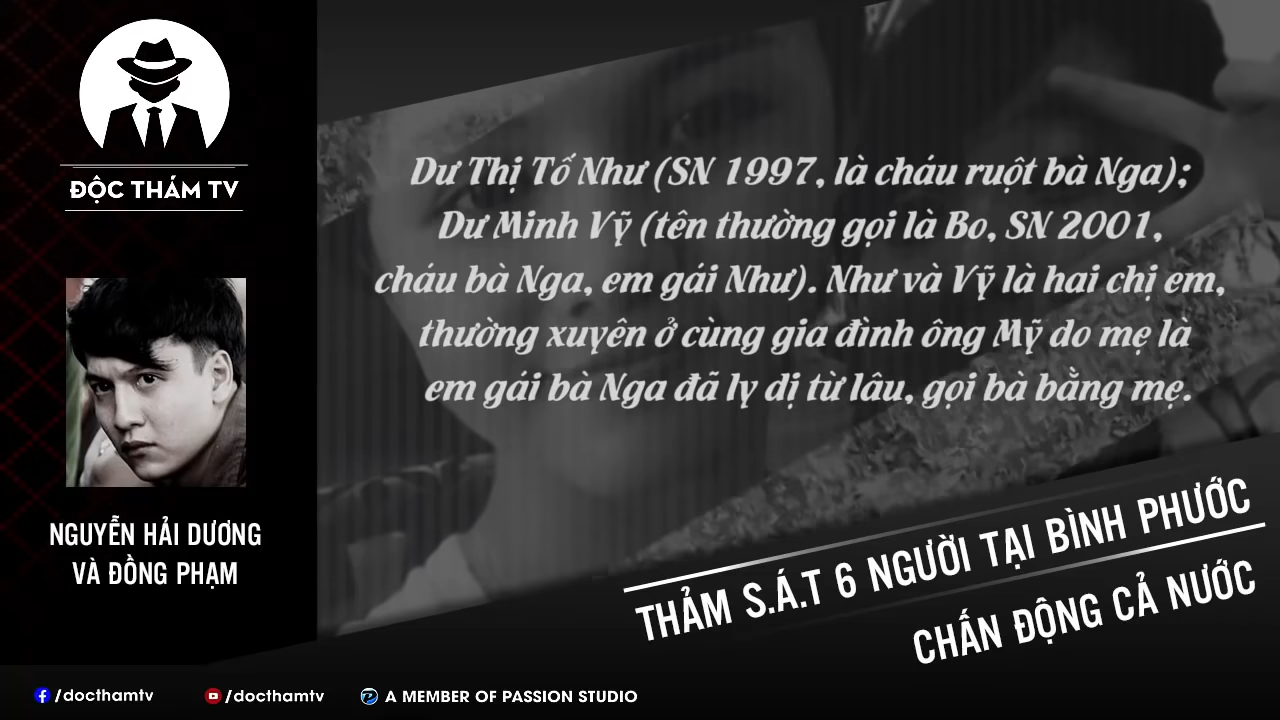 ĐỘC THÁM TV
NGUYỄN HẢI DƯƠNG
VÀ ĐỒNG PHẠM
Dư Thị Tố Như (SN 1997, là cháu ruột bà Nga);
Dư Minh Vỹ (tên thường gọi là Bo, SN 2001,
cháu bà Nga, em gái Như). Như và Vỹ là hai chị em,
thường xuyên ở cùng gia đình ông Mỹ do mẹ là
em gái bà Nga đã ly dị từ lâu, gọi bà bằng mẹ.
THẢM S.Á.T 6 NGƯỜI TẠI BÌNH PHƯỚC
CHẤN ĐỘNG CẢ NƯỚC
/docthamtv
/docthamtv
A MEMBER OF PASSION STUDIO